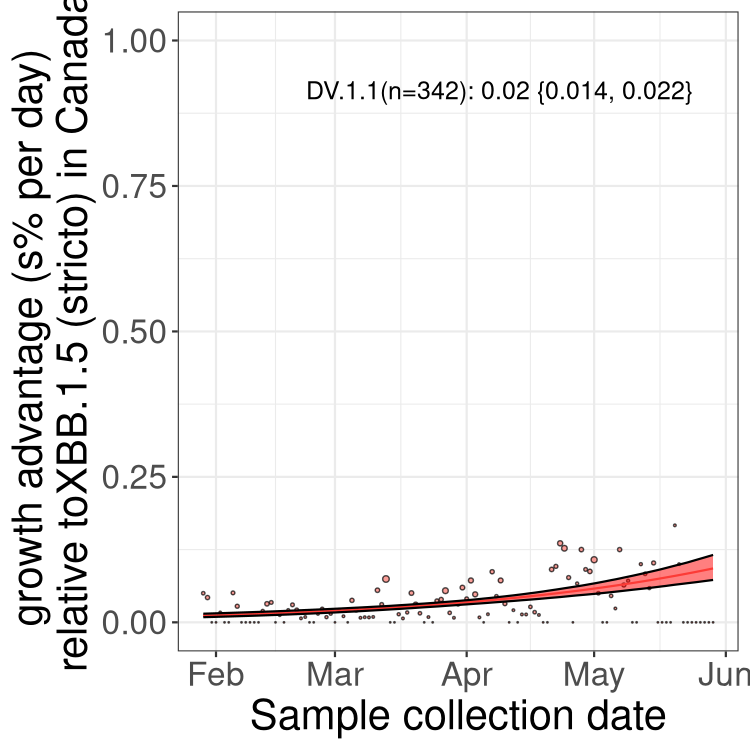 growth advantage (s% per day)
relative toXBB.1.5 (stricto) in Canada
1.00
0.75
0.50
0.25
0.00
DV.1.1(n=342): 0.02 {0.014, 0.022}
Feb Mar Apr May Jun
Sample collection date